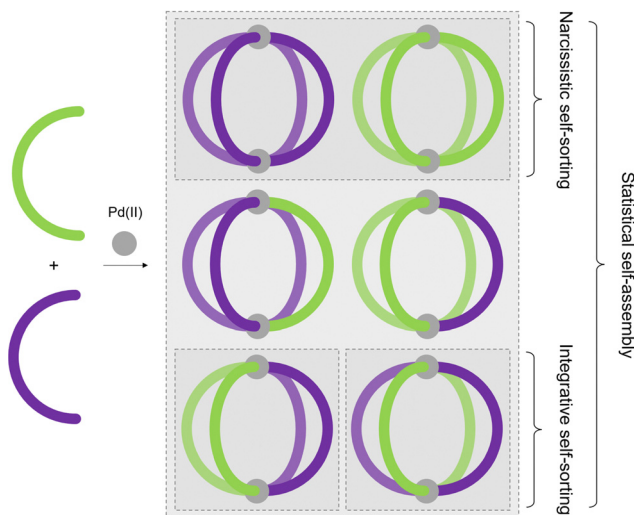 Pd(II)
+
Narcissistic self-sorting
Integrative self-sorting
Statistical self-assembly